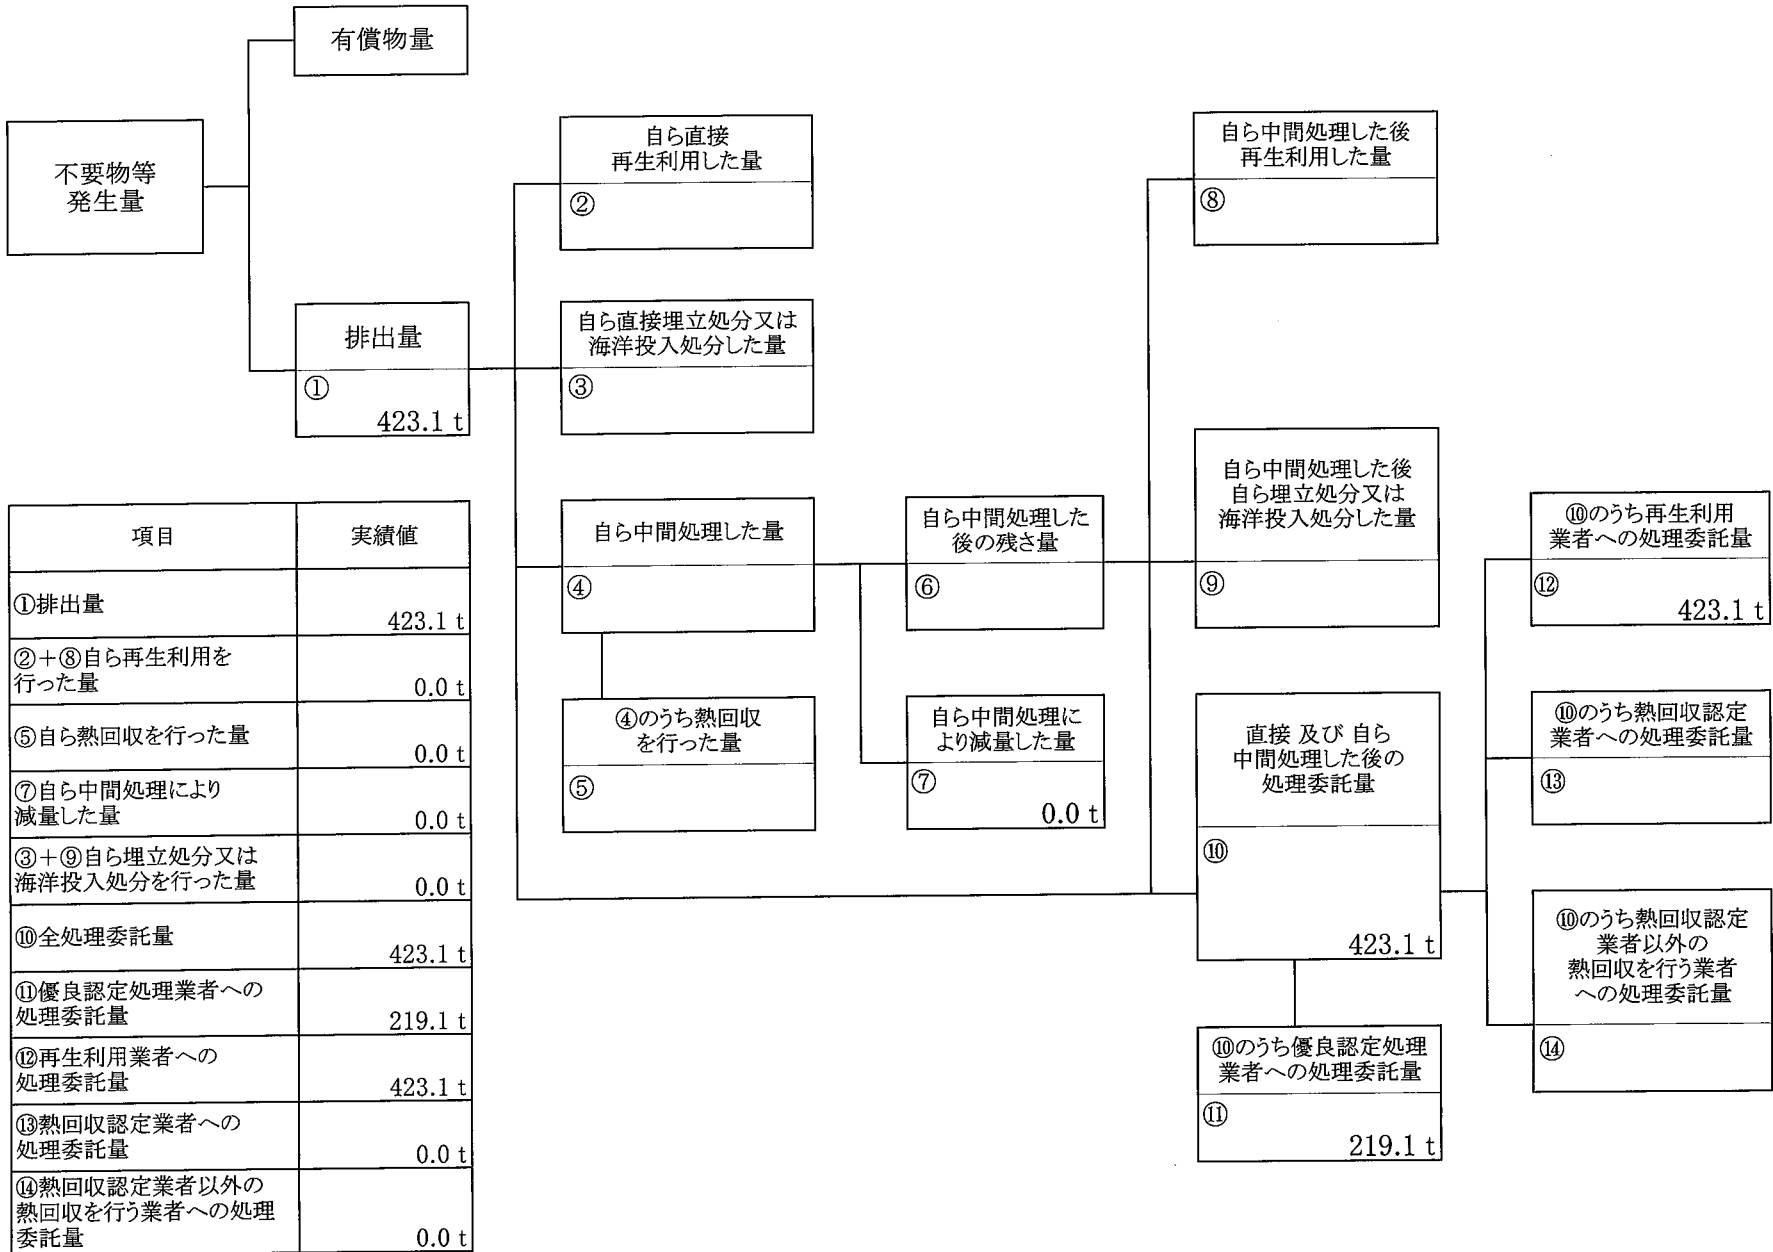 有償物量
不要物等
発生量
排出量
①
423.1 t
自ら直接
再生利用した量
②
自ら直接埋立処分又は
海洋投入処分した量
③
自ら中間処理した量
④
④のうち熱回収
を行った量
⑤
自ら中間処理した
後の残さ量
⑥
自ら中間処理に
より減量した量
⑦
0.0 t
自ら中間処理した後
再生利用した量
⑧
自ら中間処理した後
自ら埋立処分又は
海洋投入処分した量
⑨
直接 及び 自ら
中間処理した後の
処理委託量
⑩
423.1 t
⑩のうち優良認定処理
業者への処理委託量
⑪
219.1 t
⑩のうち再生利用
業者への処理委託量
⑫
423.1 t
⑩のうち熱回収認定
業者への処理委託量
⑬
⑩のうち熱回収認定
業者以外の
熱回収を行う業者
への処理委託量
⑭
項目 実績値
①排出量
423.1 t
②+⑧自ら再生利用を
行った量
0.0 t
⑤自ら熱回収を行った量
0.0 t
⑦自ら中間処理により
減量した量
0.0 t
③+⑨自ら埋立処分又は
海洋投入処分を行った量
0.0 t
⑩全処理委託量
423.1 t
⑪優良認定処理業者への
処理委託量
219.1 t
⑫再生利用業者への
処理委託量
423.1 t
⑬熱回収認定業者への
処理委託量
0.0 t
⑭熱回収認定業者以外の
熱回収を行う業者への処理
委託量
0.0 t